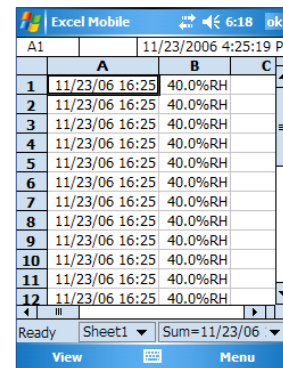 Excel Mobile 6:18 ok
A1 11/23/2006 4:25:19 P
A B C
1 11/23/06 16:25 40.0%RH
2 11/23/06 16:25 40.0%RH
3 11/23/06 16:25 40.0%RH
4 11/23/06 16:25 40.0%RH
5 11/23/06 16:25 40.0%RH
6 11/23/06 16:25 40.0%RH
7 11/23/06 16:25 40.0%RH
8 11/23/06 16:25 40.0%RH
9 11/23/06 16:25 40.0%RH
10 11/23/06 16:25 40.0%RH
11 11/23/06 16:25 40.0%RH
12 11/23/06 16:25 40.0%RH
Ready Sheet1 Sum=11/23/06
View Menu